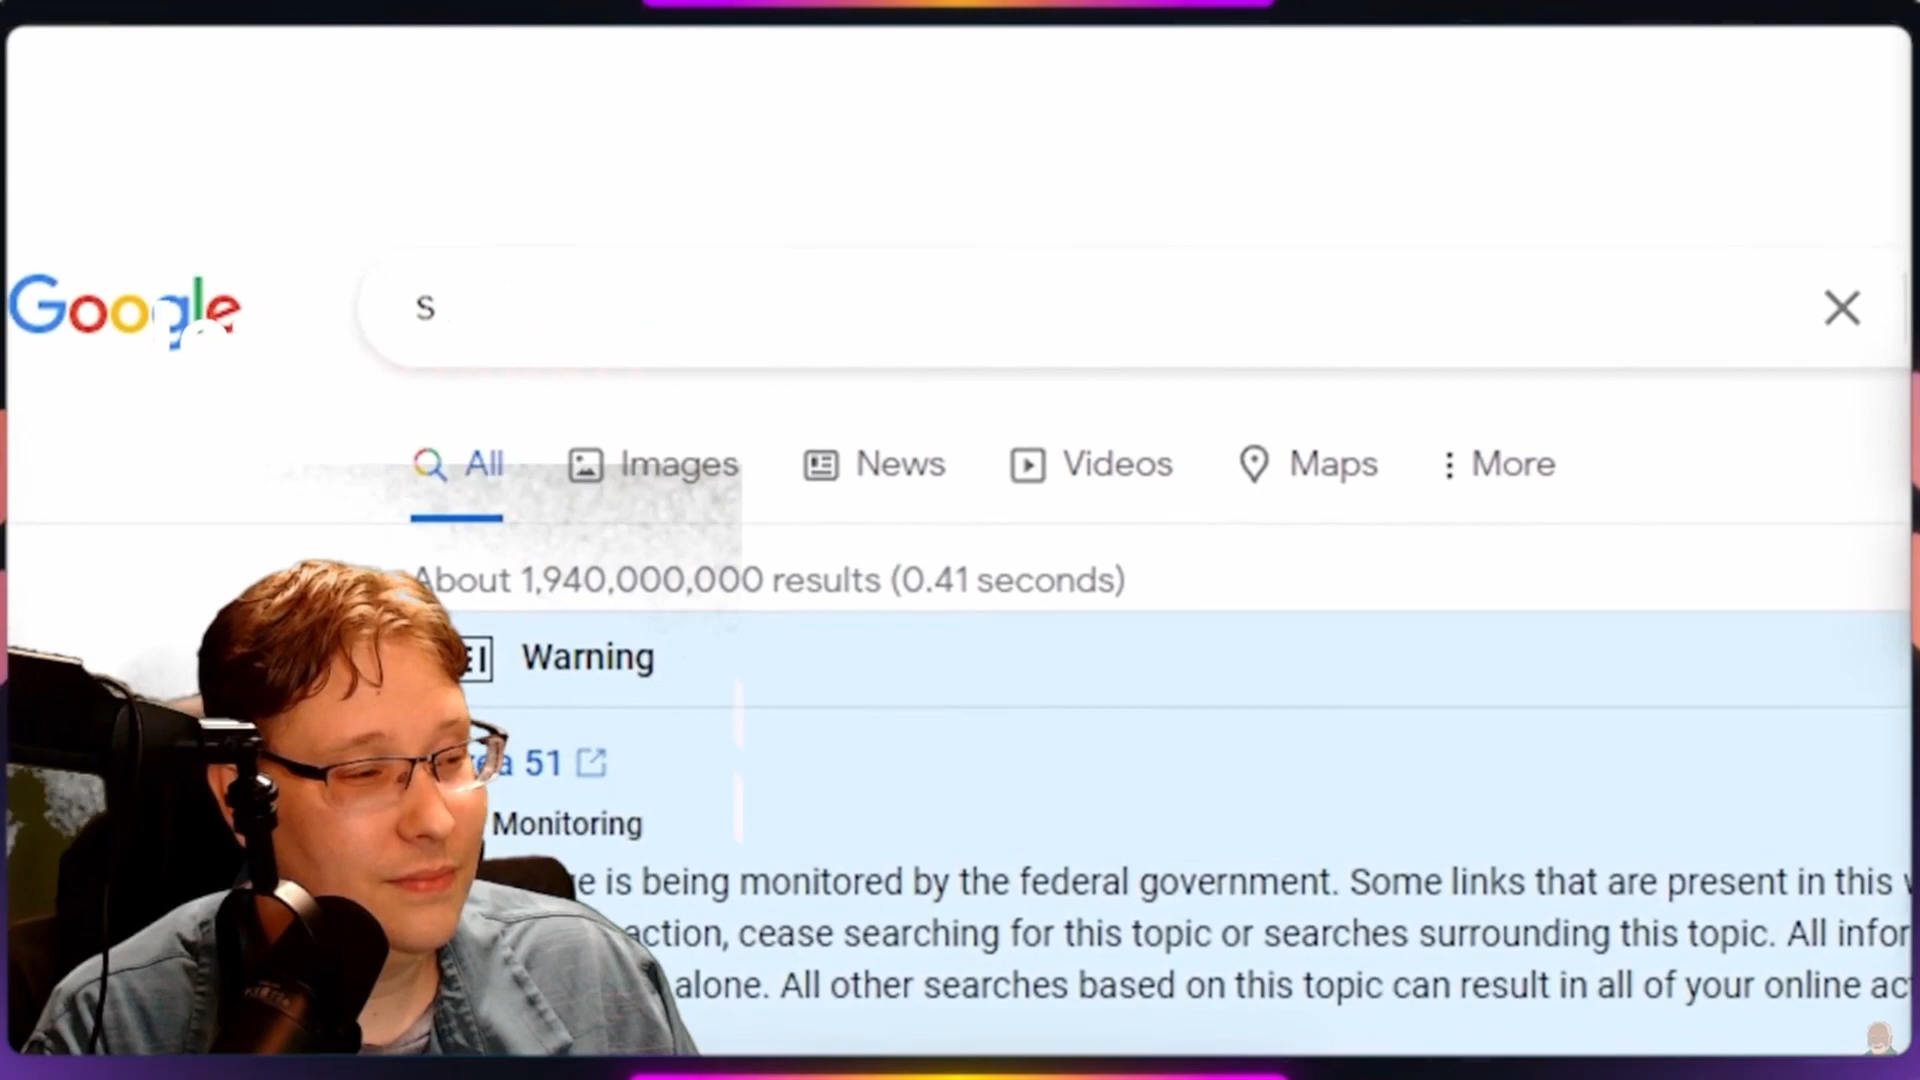 Google
S
All Images News Videos Maps More
About 1,940,000,000 results (0.41 seconds)
Warning
51
Monitoring
is being monitored by the federal government. Some links that are present in this
action, cease searching for this topic or searches surrounding this topic. All
alone. All other searches based on this topic can result in all of your online